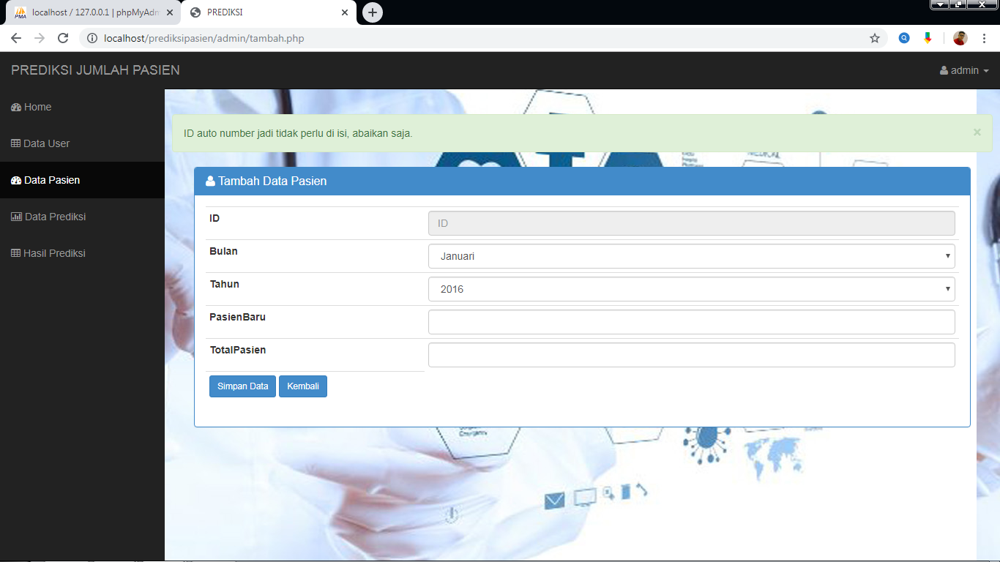 localhost / 127.0.0.1 | phpMyAdm
PREDIKSI
localhost/prediksipasien/admin/tambah.php
PREDIKSI JUMLAH PASIEN
admin
Home
Data User
Data Pasien
Data Prediksi
Hasil Prediksi
ID auto number jadi tidak perlu di isi, abaikan saja.
×
MEDICAL
Tambah Data Pasien
ID
ID
Bulan
Januari
Tahun
2016
PasienBaru
TotalPasien
Simpan Data
Kembali
Emergency